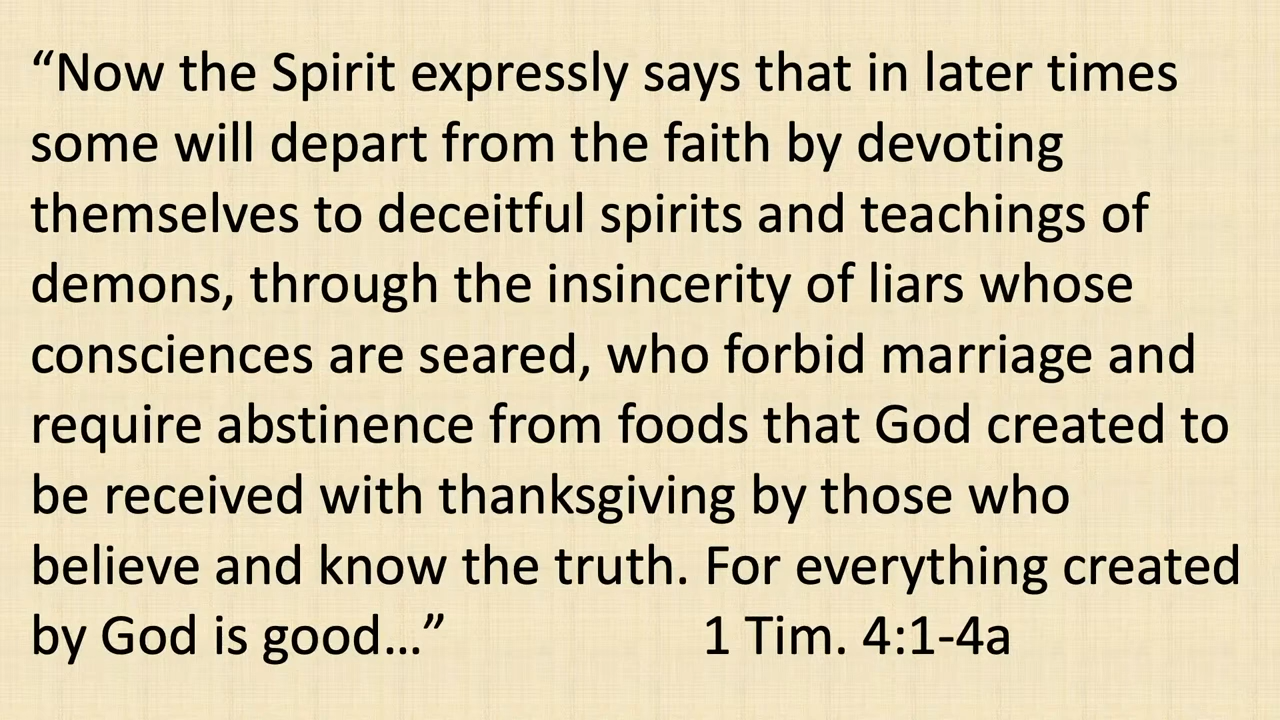 “Now the Spirit expressly says that in later times
some will depart from the faith by devoting
themselves to deceitful spirits and teachings of
demons, through the insincerity of liars whose
consciences are seared, who forbid marriage and
require abstinence from foods that God created to
be received with thanksgiving by those who
believe and know the truth. For everything created
by God is good…” 1 Tim. 4:1-4a